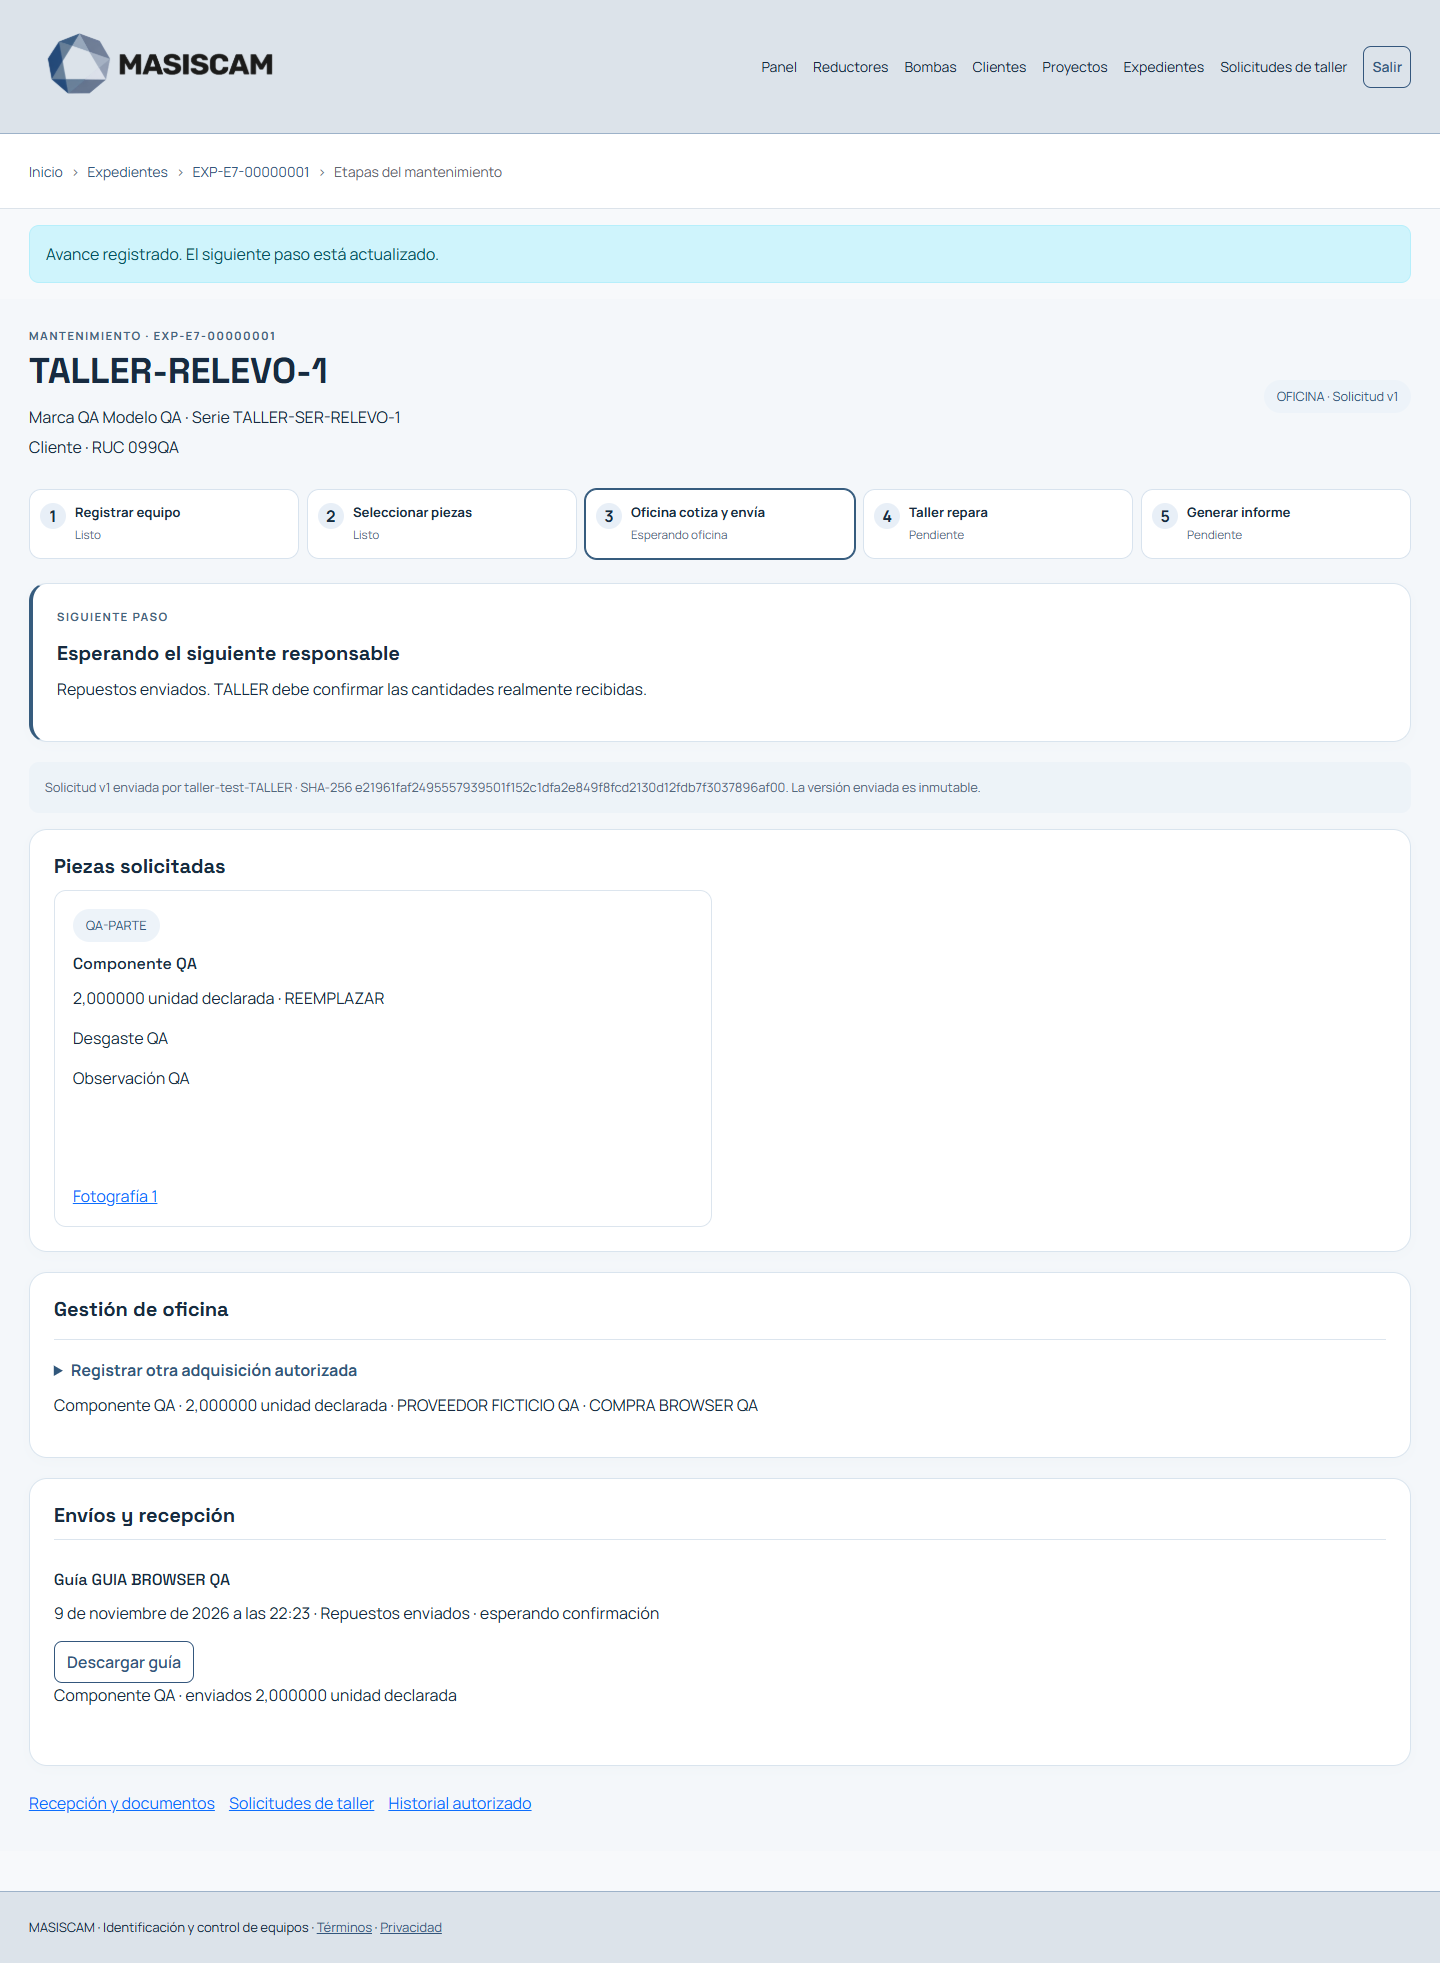 MASISCAM
Panel Reductores Bombas Clientes Proyectos Expedientes Solicitudes de taller Salir
Inicio › Expedientes › EXP-E7-00000001 › Etapas del mantenimiento
Avance registrado. El siguiente paso está actualizado.
MANTENIMIENTO · EXP-E7-00000001
TALLER-RELEVO-1
Marca QA Modelo QA · Serie TALLER-SER-RELEVO-1
Cliente · RUC 099QA
OFICINA · Solicitud v1
1 Registrar equipo
Listo
2 Seleccionar piezas
Listo
3 Oficina cotiza y envía
Esperando oficina
4 Taller repara
Pendiente
5 Generar informe
Pendiente
SIGUIENTE PASO
Esperando el siguiente responsable
Repuestos enviados. TALLER debe confirmar las cantidades realmente recibidas.
Solicitud v1 enviada por taller-test-TALLER · SHA-256 e21961faf2495557939501f152c1dfa2e849f8fcd2130d12fdb7f3037896af00. La versión enviada es inmutable.
Piezas solicitadas
QA-PARTE
Componente QA
2,000000 unidad declarada · REEMPLAZAR
Desgaste QA
Observación QA
Fotografía 1
Gestión de oficina
▶ Registrar otra adquisición autorizada
Componente QA · 2,000000 unidad declarada · PROVEEDOR FICTICIO QA · COMPRA BROWSER QA
Envíos y recepción
Guía GUIA BROWSER QA
9 de noviembre de 2026 a las 22:23 · Repuestos enviados · esperando confirmación
Descargar guía
Componente QA · enviados 2,000000 unidad declarada
Recepción y documentos Solicitudes de taller Historial autorizado
MASISCAM · Identificación y control de equipos · Términos · Privacidad